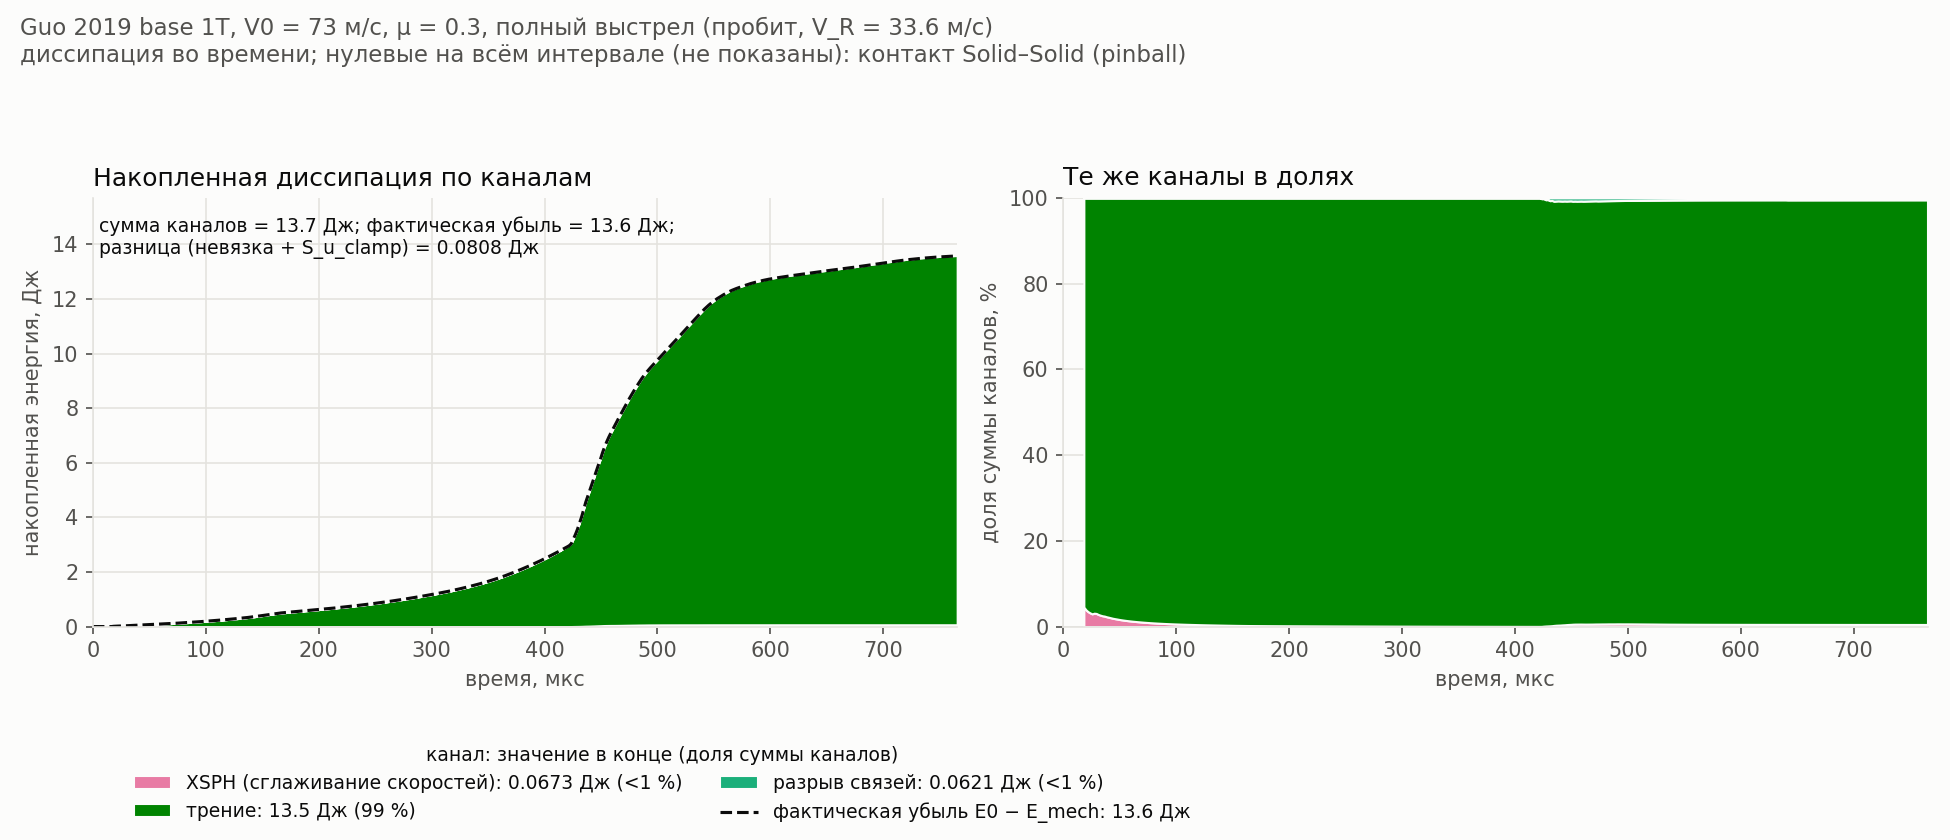 Guo 2019 base 1T, V0 = 73 м/с, μ = 0.3, полный выстрел (пробит, V_R = 33.6 м/с)
диссипация во времени; нулевые на всём интервале (не показаны): контакт Solid–Solid (pinball)
Накопленная диссипация по каналам
сумма каналов = 13.7 Дж; фактическая убыль = 13.6 Дж;
разница (невязка + S_u_clamp) = 0.0808 Дж
накопленная энергия, Дж
14
12
10
8
6
4
2
0
0 100 200 300 400 500 600 700
время, мкс
Те же каналы в долях
доля суммы каналов, %
100
80
60
40
20
0
0 100 200 300 400 500 600 700
время, мкс
канал: значение в конце (доля суммы каналов)
XSPH (сглаживание скоростей): 0.0673 Дж (<1 %)
трение: 13.5 Дж (99 %)
разрыв связей: 0.0621 Дж (<1 %)
фактическая убыль E0 − E_mech: 13.6 Дж